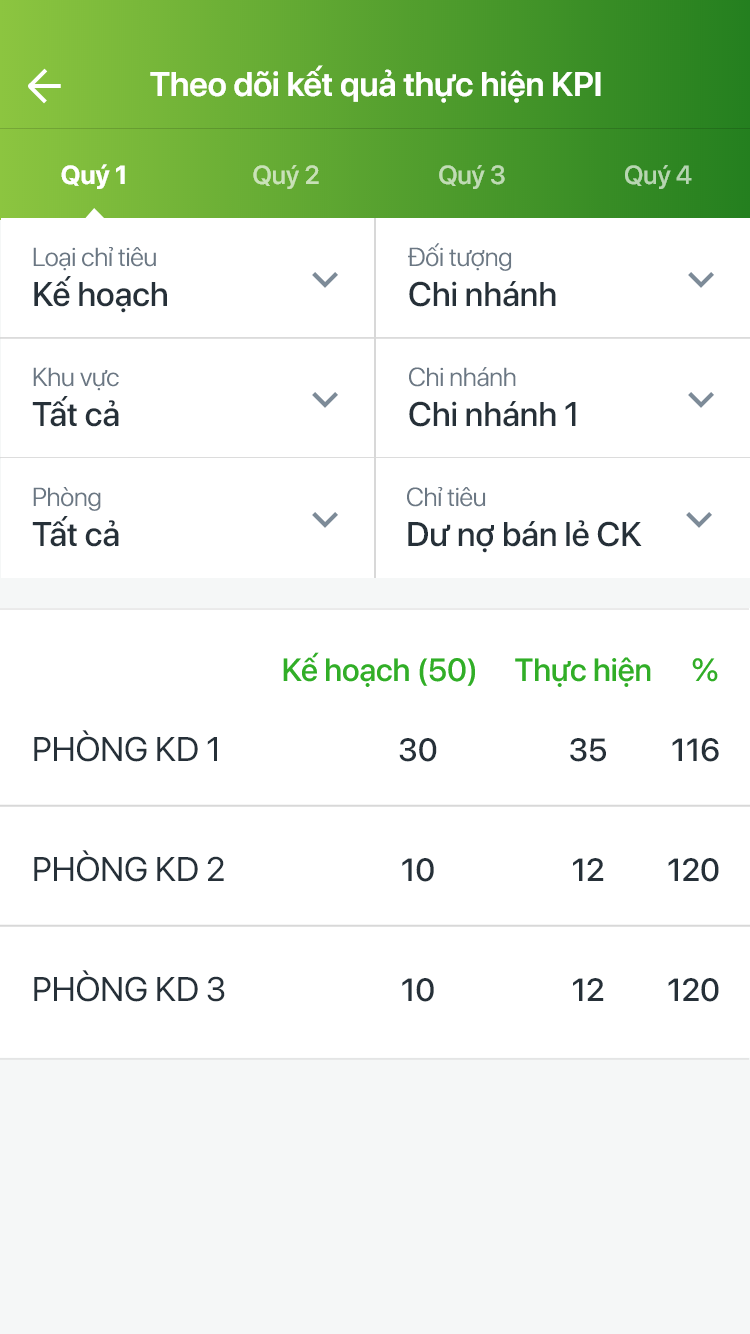 Theo dõi kết quả thực hiện KPI
Quý 1 Quý 2 Quý 3 Quý 4
Loại chỉ tiêu
Kế hoạch
Đối tượng
Chi nhánh
Khu vực
Tất cả
Chi nhánh
Chi nhánh 1
Phòng
Tất cả
Chỉ tiêu
Dư nợ bán lẻ CK
Kế hoạch (50) Thực hiện %
PHÒNG KD 1 30 35 116
PHÒNG KD 2 10 12 120
PHÒNG KD 3 10 12 120